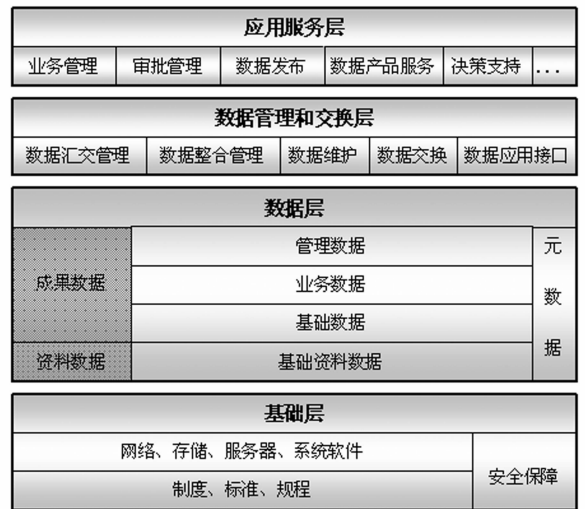 应用服务层
业务管理 审批管理 数据发布 数据产品服务 决策支持 ...
数据管理和交换层
数据汇交管理 数据整合管理 数据维护 数据交换 数据应用接口
数据层
成果数据
管理数据
业务数据
基础数据
资料数据 基础资料数据
元数据
基础层
网络、存储、服务器、系统软件
制度、标准、规程
安全保障